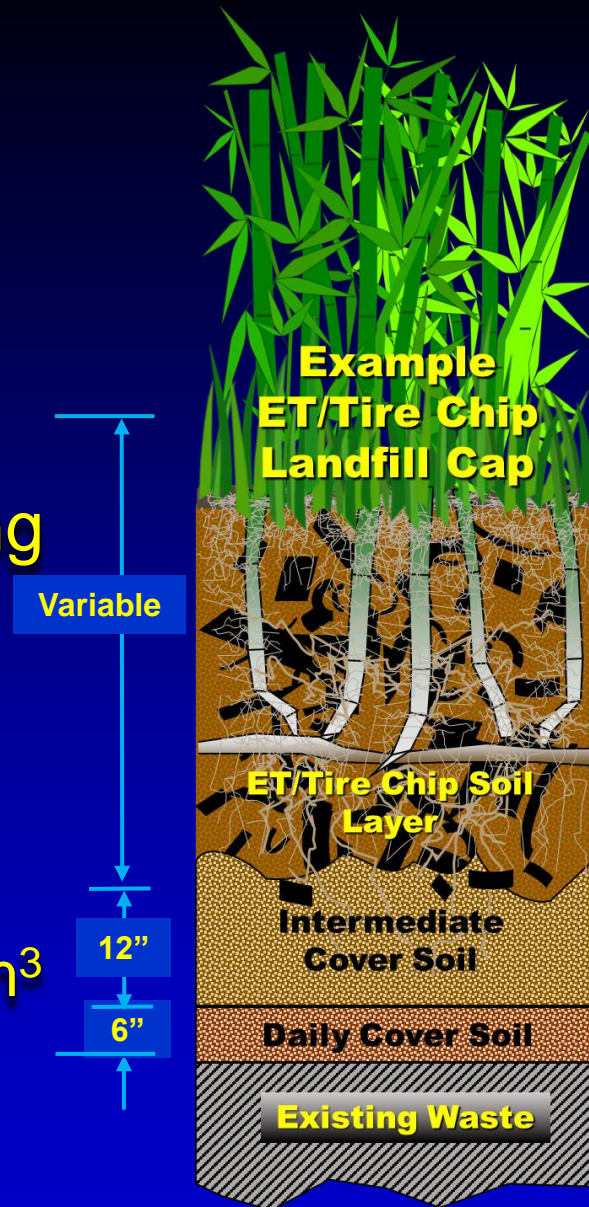 Example
ET/Tire Chip
Landfill Cap
Variable
ET/Tire Chip Soil
Layer
Intermediate
Cover Soil
12”
6”
Daily Cover Soil
Existing Waste